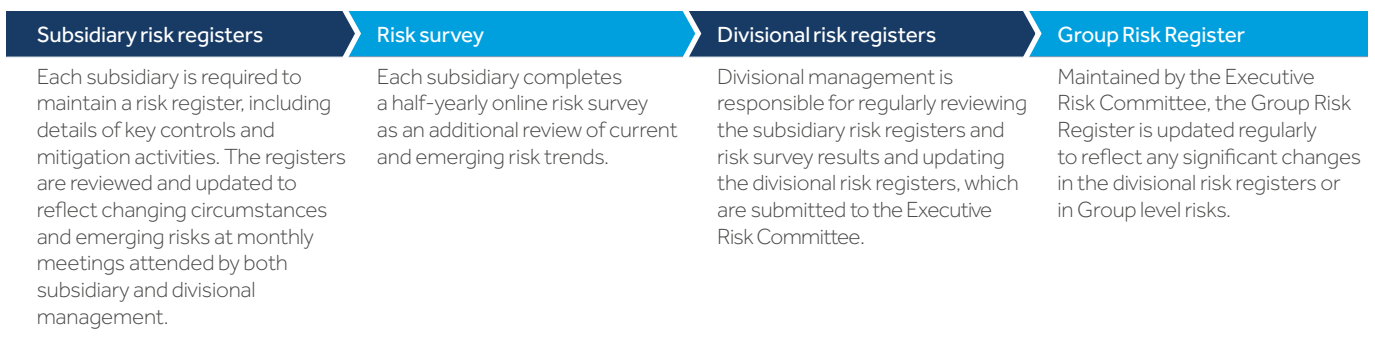 Subsidiary risk registers
Each subsidiary is required to
maintain a risk register, including
details of key controls and
mitigation activities. The registers
are reviewed and updated to
reflect changing circumstances
and emerging risks at monthly
meetings attended by both
subsidiary and divisional
management.
Risk survey
Each subsidiary completes
a half-yearly online risk survey
as an additional review of current
and emerging risk trends.
Divisional risk registers
Divisional management is
responsible for regularly reviewing
the subsidiary risk registers and
risk survey results and updating
the divisional risk registers, which
are submitted to the Executive
Risk Committee.
Group Risk Register
Maintained by the Executive
Risk Committee, the Group Risk
Register is updated regularly
to reflect any significant changes
in the divisional risk registers or
in Group level risks.